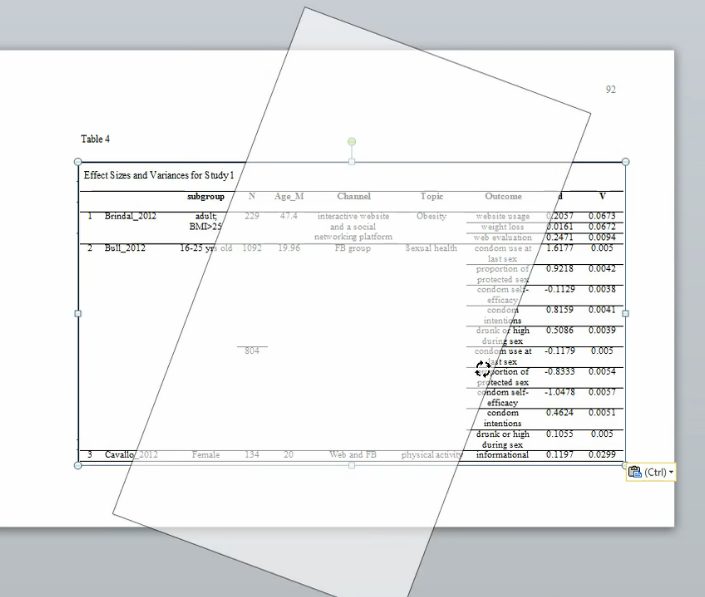 92
Table 4
Effect Sizes and Variances for Study1
subgroup N Age_M Channel Topic Outcome d V
1 Brindal_2012 adult; 229 47.4 interactive website Obesity website usage 0.2057 0.0673
BMI>25 and a social weight loss 0.0161 0.0672
networking platform web evaluation 0.2471 0.0094
2 Bull_2012 16-25 yrs old 1092 19.96 FB group Sexual health condom use at 1.6177 0.005
last sex
proportion of 0.9218 0.0042
protected sex
condom self- -0.1129 0.0038
efficacy
condom 0.8159 0.0041
intentions
drunk or high 0.5086 0.0039
during sex
804 condom use at -0.1179 0.005
last sex
proportion of -0.8333 0.0054
protected sex
condom self- -1.0478 0.0057
efficacy
condom 0.4624 0.0051
intentions
drunk or high 0.1055 0.005
during sex
3 Cavallo_2012 Female 134 20 Web and FB physical activity informational 0.1197 0.0299
(Ctrl)